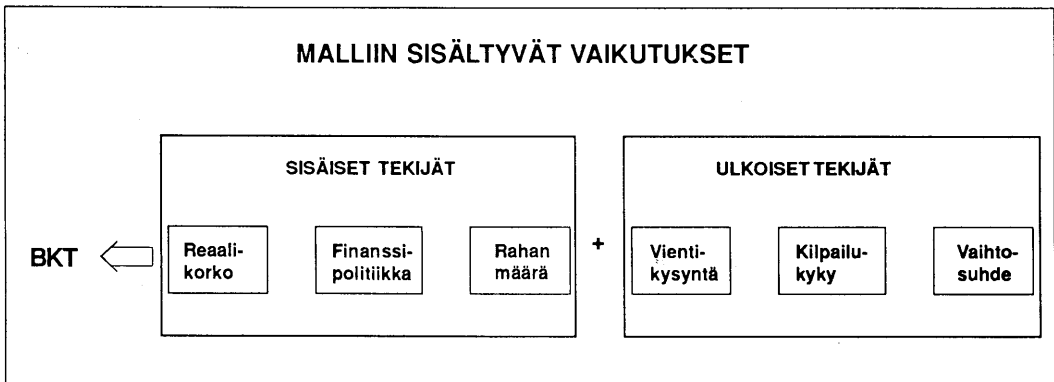 MALLIIN SISÄLTYVÄT VAIKUTUKSET
SISÄISET TEKIJÄT
ULKOISET TEKIJÄT
BKT
Reaali-
korko
Finanssi-
politiikka
Rahan
määrä
+
Vienti-
kysyntä
Kilpailu-
kyky
Vaihto-
suhde